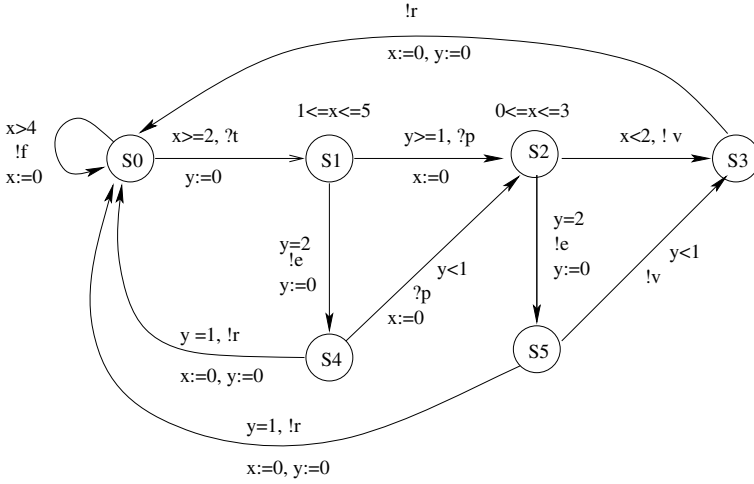 !r
x:=0, y:=0
1<=x<=5
0<=x<=3
x>4
!f
x:=0
S0
x>=2, ?t
y:=0
S1
y>=1, ?p
x:=0
S2
x<2, ! v
S3
y=2
!e
y:=0
y<1
?p
x:=0
y=2
!e
y:=0
y<1
!v
y =1, !r
x:=0, y:=0
S4
S5
y=1, !r
x:=0, y:=0